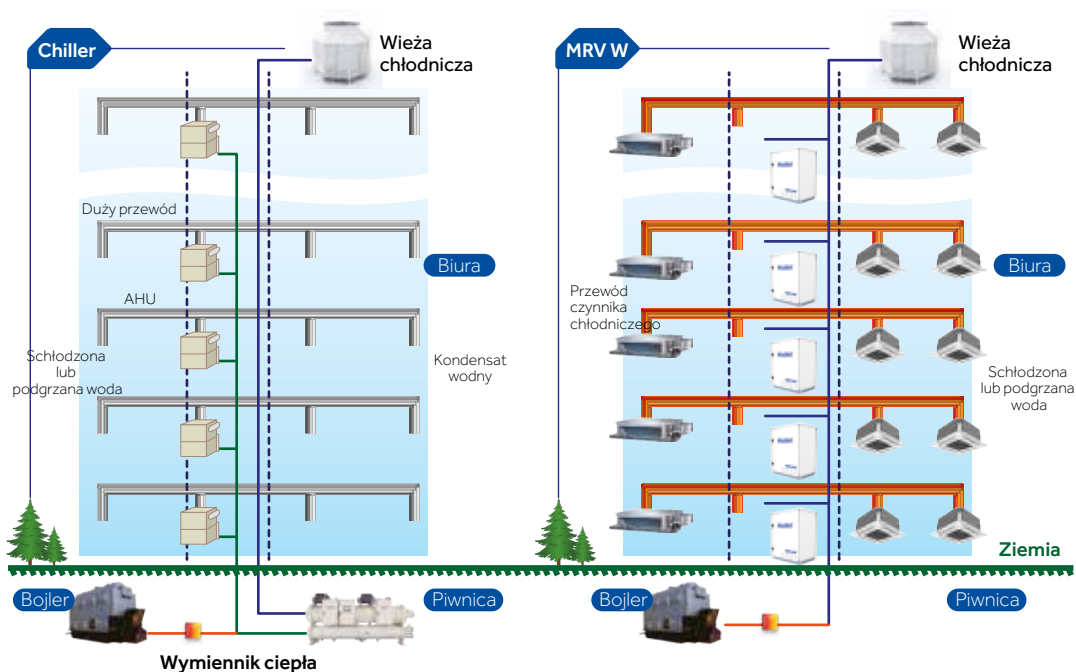 Chiller
Wieża
chłodnicza
Duży przewód
Biura
AHU
Schłodzona
lub
podgrzana woda
Kondensat
wodny
Bojler
Piwnica
Wymiennik ciepła
MRV W
Wieża
chłodnicza
Biura
Przewód
czynnika
chłodniczego
Schłodzona
lub podgrzana
woda
Ziemia
Bojler
Piwnica